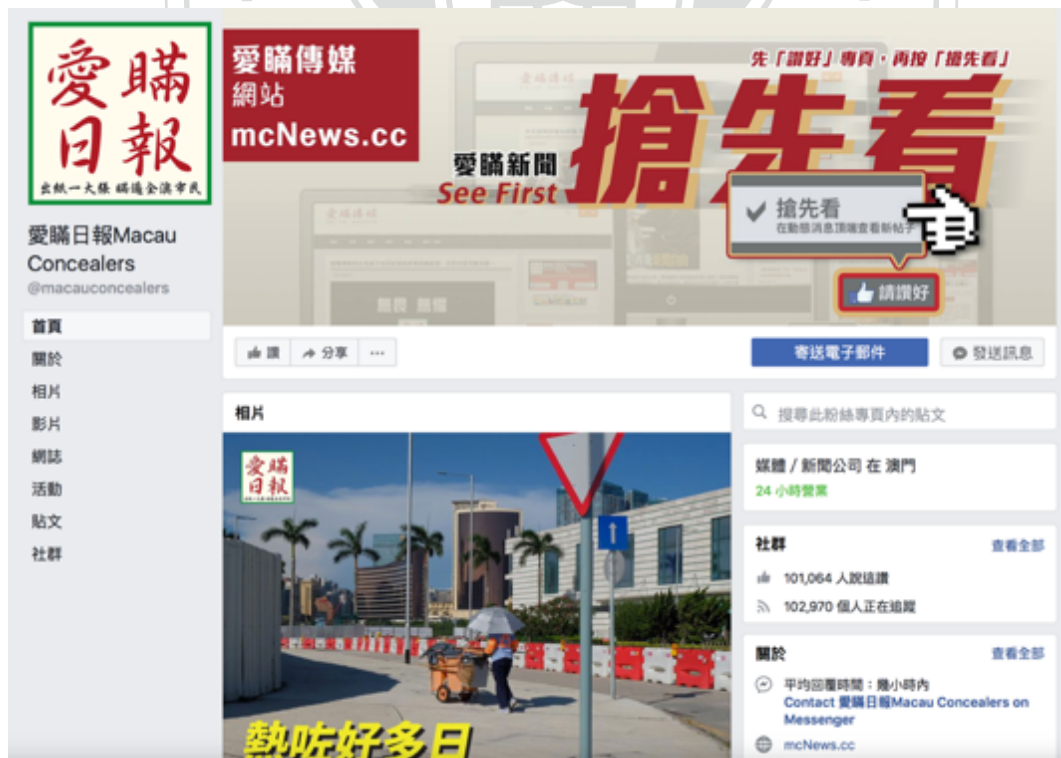 愛瞞
日報
出紙一大張 瞞遍全澳市民
愛瞞日報Macau
Concealers
@macauconcealers
首頁
關於
相片
影片
網誌
活動
貼文
社群
愛瞞傳媒
網站
mcNews.cc
先「讚好」專頁・再按「搶先看」
搶先看
愛瞞新聞
See First
搶先看
在動態消息頂端查看新帖子
請讚好
讚
分享
寄送電子郵件
發送訊息
相片
愛瞞
日報
熱咗好多日
搜尋此粉絲專頁內的貼文
媒體 / 新聞公司 在 澳門
24 小時營業
社群
查看全部
101,064 人說這讚
102,970 個人正在追蹤
關於
查看全部
平均回覆時間：幾小時內
Contact 愛瞞日報Macau Concealers on
Messenger
mcNews.cc